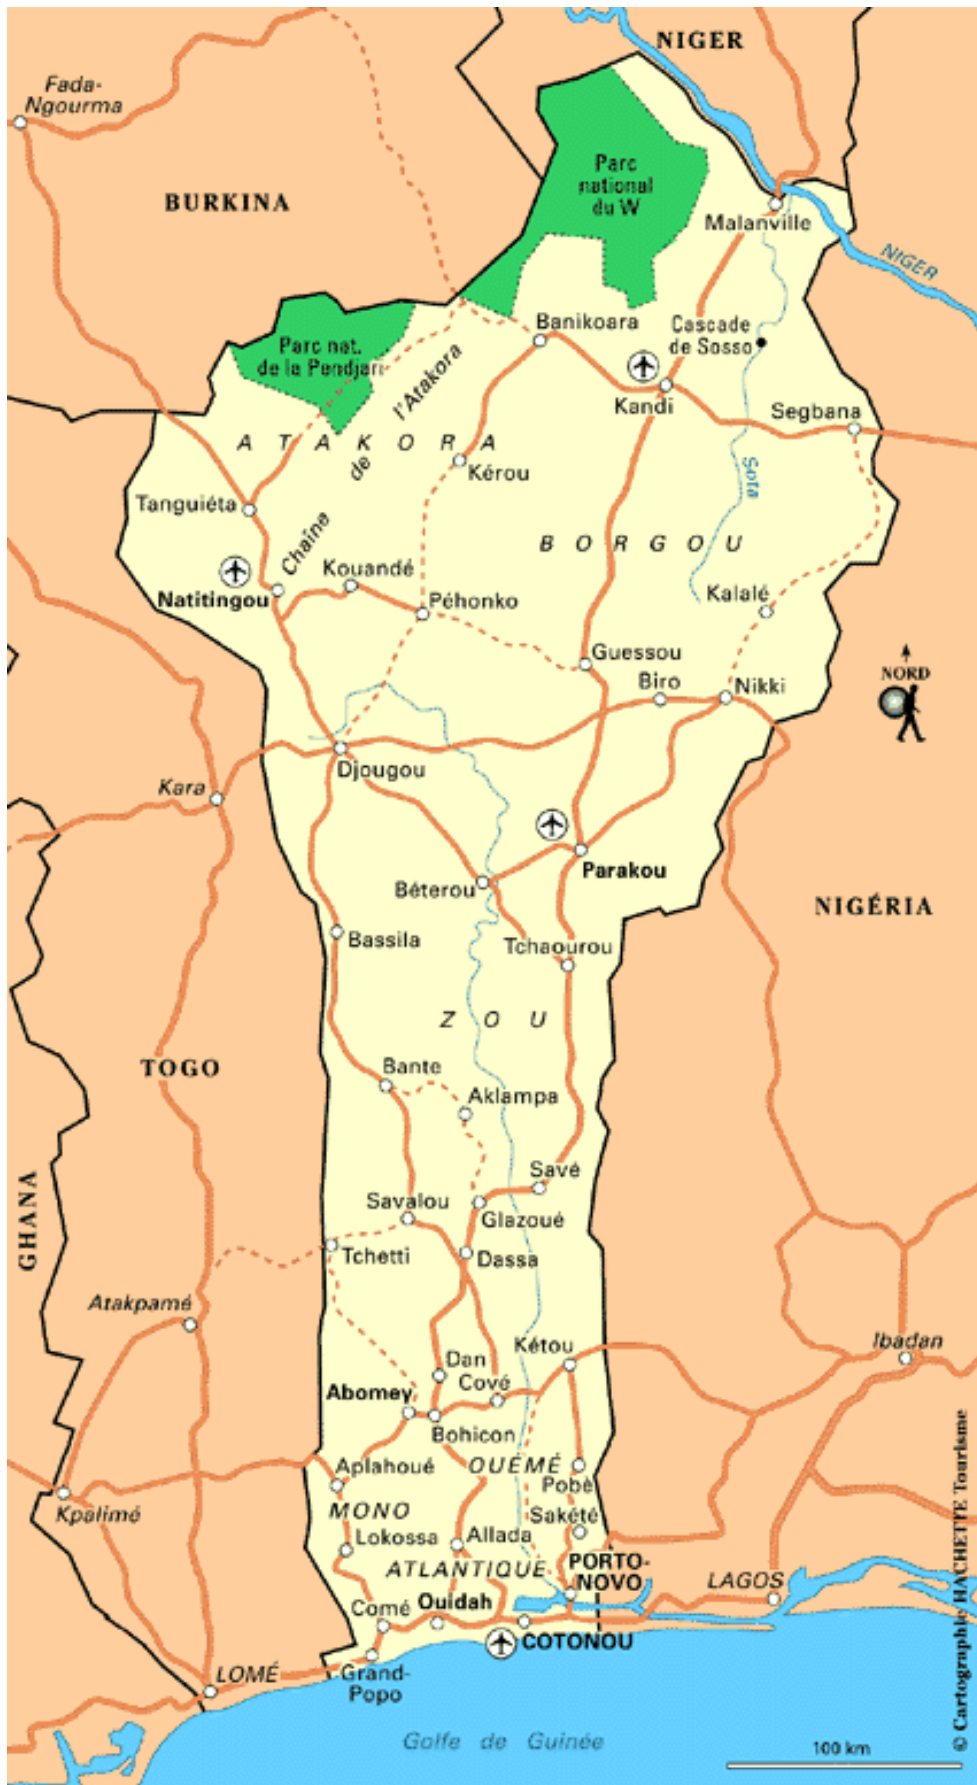 NIGER
Fada-
Ngourma
BURKINA
Parc
national
du W
Malanville
NIGER
Banikoara
Cascade
de Sosso
Parc nat.
de la Pendjari
Kandi
Segbana
ATAKORA
Chaîne de l'Atakora
Kérou
Sota
Tanguiéta
BORGOU
Kouandé
Natitingou
Péhonko
Kalalé
Guessou
Biro
Nikki
NORD
Djougou
Kara
Parakou
Béterou
NIGÉRIA
Bassila
Tchaourou
ZOU
TOGO
Bante
Aklampa
Savé
GHANA
Savalou
Glazoué
Tchetti
Dassa
Atakpamé
Kétou
Ibadan
Dan
Abomey
Cové
Bohicon
Aplahoué
OUÉMÉ
Pobè
Kpalimé
MONO
Sakété
Lokossa
Allada
ATLANTIQUE
PORTO-
NOVO
LAGOS
Comé
Ouidah
COTONOU
LOMÉ
Grand-
Popo
Golfe de Guinée
100 km
© Cartographie HACHETTE Tourisme